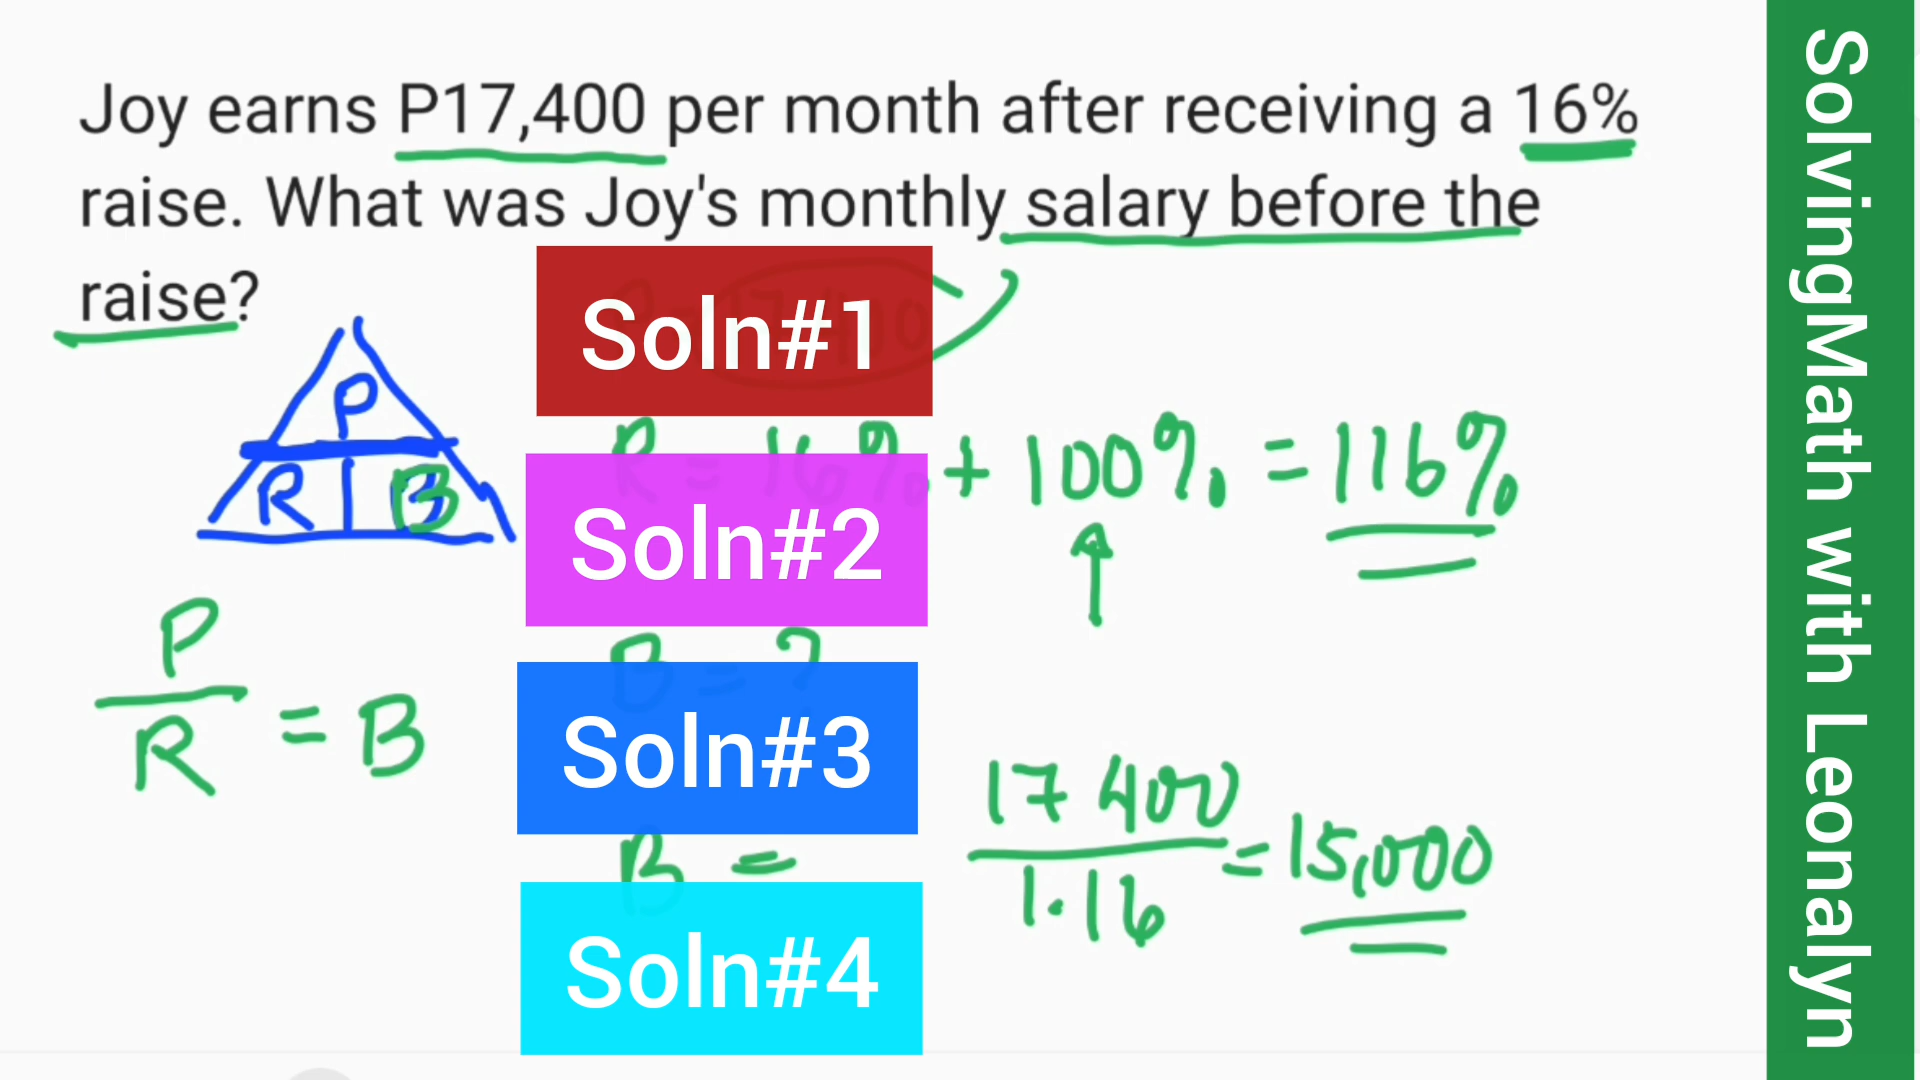 Joy earns P17,400 per month after receiving a 16%
raise. What was Joy's monthly salary before the
raise?
Soln#1
P
R B
R = 16% + 100% = 116%
Soln#2
P
R
= B
B = ?
Soln#3
17 400
1.16
= 15,000
B =
Soln#4
SolvingMath with Leonalyn